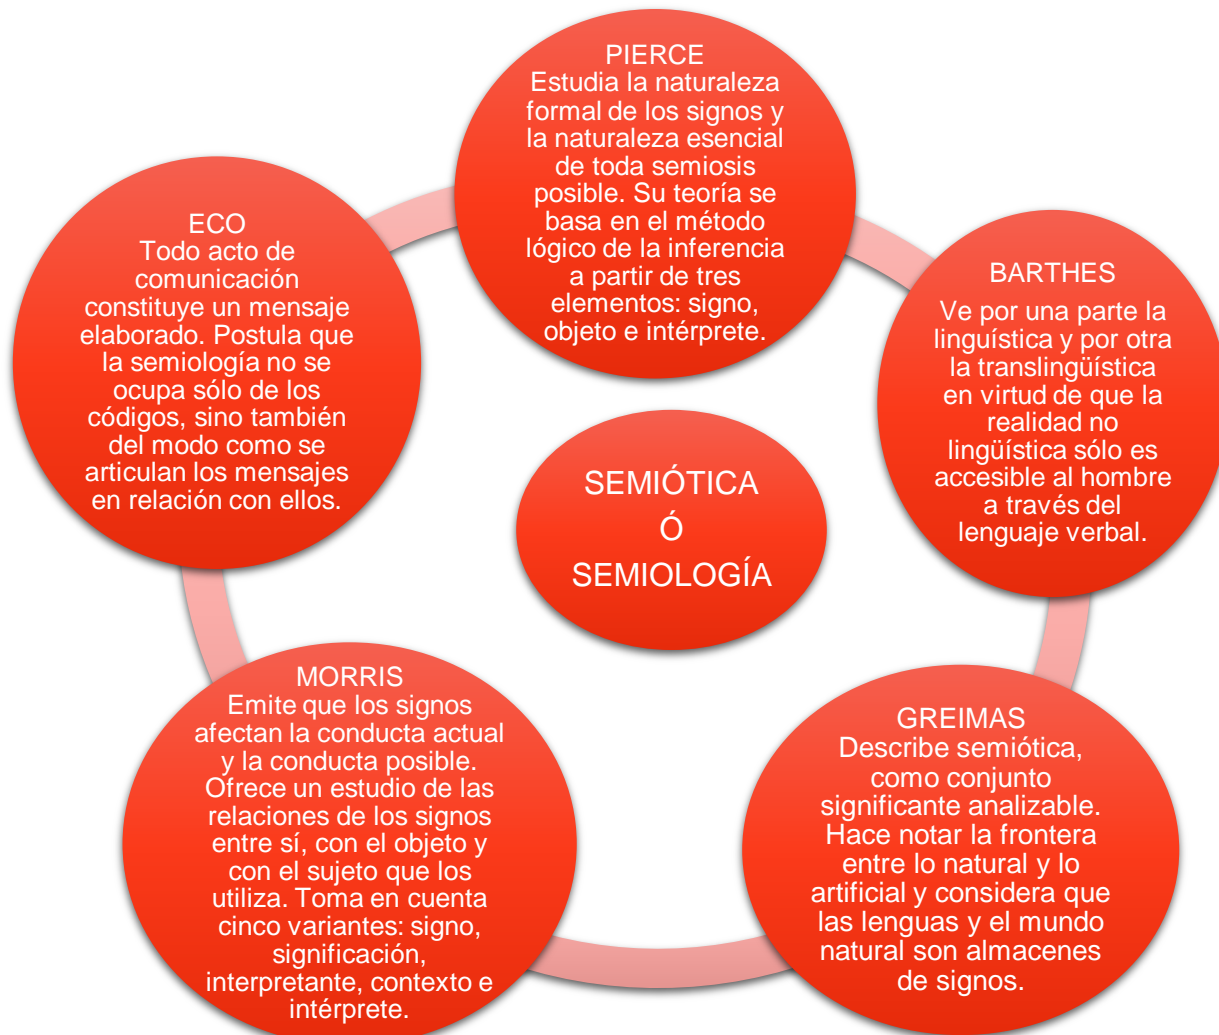 PIERCE
Estudia la naturaleza
formal de los signos y
la naturaleza esencial
de toda semiosis
posible. Su teoría se
basa en el método
lógico de la inferencia
a partir de tres
elementos: signo,
objeto e intérprete.
BARTHES
Ve por una parte la
linguística y por otra
la translingüística
en virtud de que la
realidad no
lingüística sólo es
accesible al hombre
a través del
lenguaje verbal.
GREIMAS
Describe semiótica,
como conjunto
significante analizable.
Hace notar la frontera
entre lo natural y lo
artificial y considera que
las lenguas y el mundo
natural son almacenes
de signos.
MORRIS
Emite que los signos
afectan la conducta actual
y la conducta posible.
Ofrece un estudio de las
relaciones de los signos
entre sí, con el objeto y
con el sujeto que los
utiliza. Toma en cuenta
cinco variantes: signo,
significación,
interpretante, contexto e
intérprete.
ECO
Todo acto de
comunicación
constituye un mensaje
elaborado. Postula que
la semiología no se
ocupa sólo de los
códigos, sino también
del modo como se
articulan los mensajes
en relación con ellos.
SEMIÓTICA
Ó
SEMIOLOGÍA